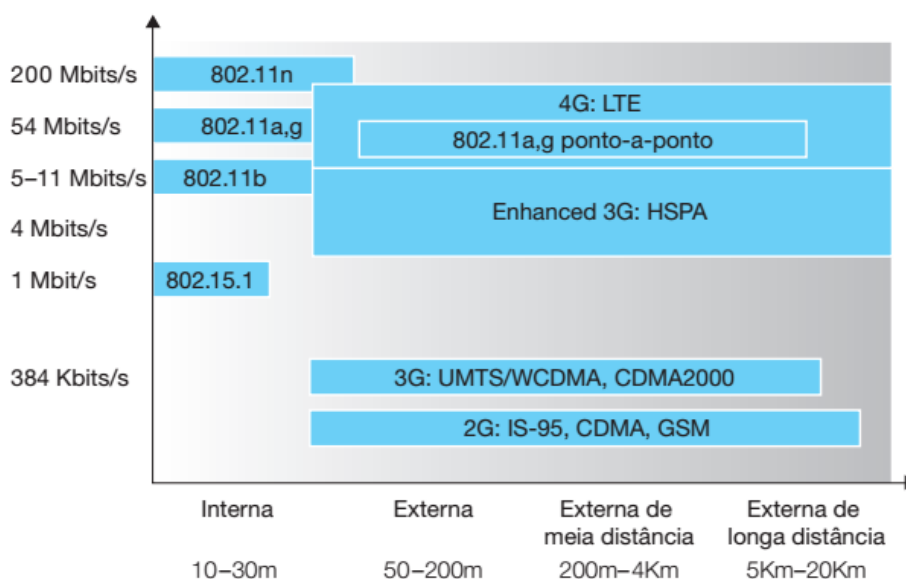 200 Mbits/s
802.11n
4G: LTE
54 Mbits/s
802.11a,g
802.11a,g ponto-a-ponto
5–11 Mbits/s
802.11b
Enhanced 3G: HSPA
4 Mbits/s
1 Mbit/s
802.15.1
384 Kbits/s
3G: UMTS/WCDMA, CDMA2000
2G: IS-95, CDMA, GSM
Interna
Externa
Externa de
meia distância
Externa de
longa distância
10–30m
50–200m
200m–4Km
5Km–20Km